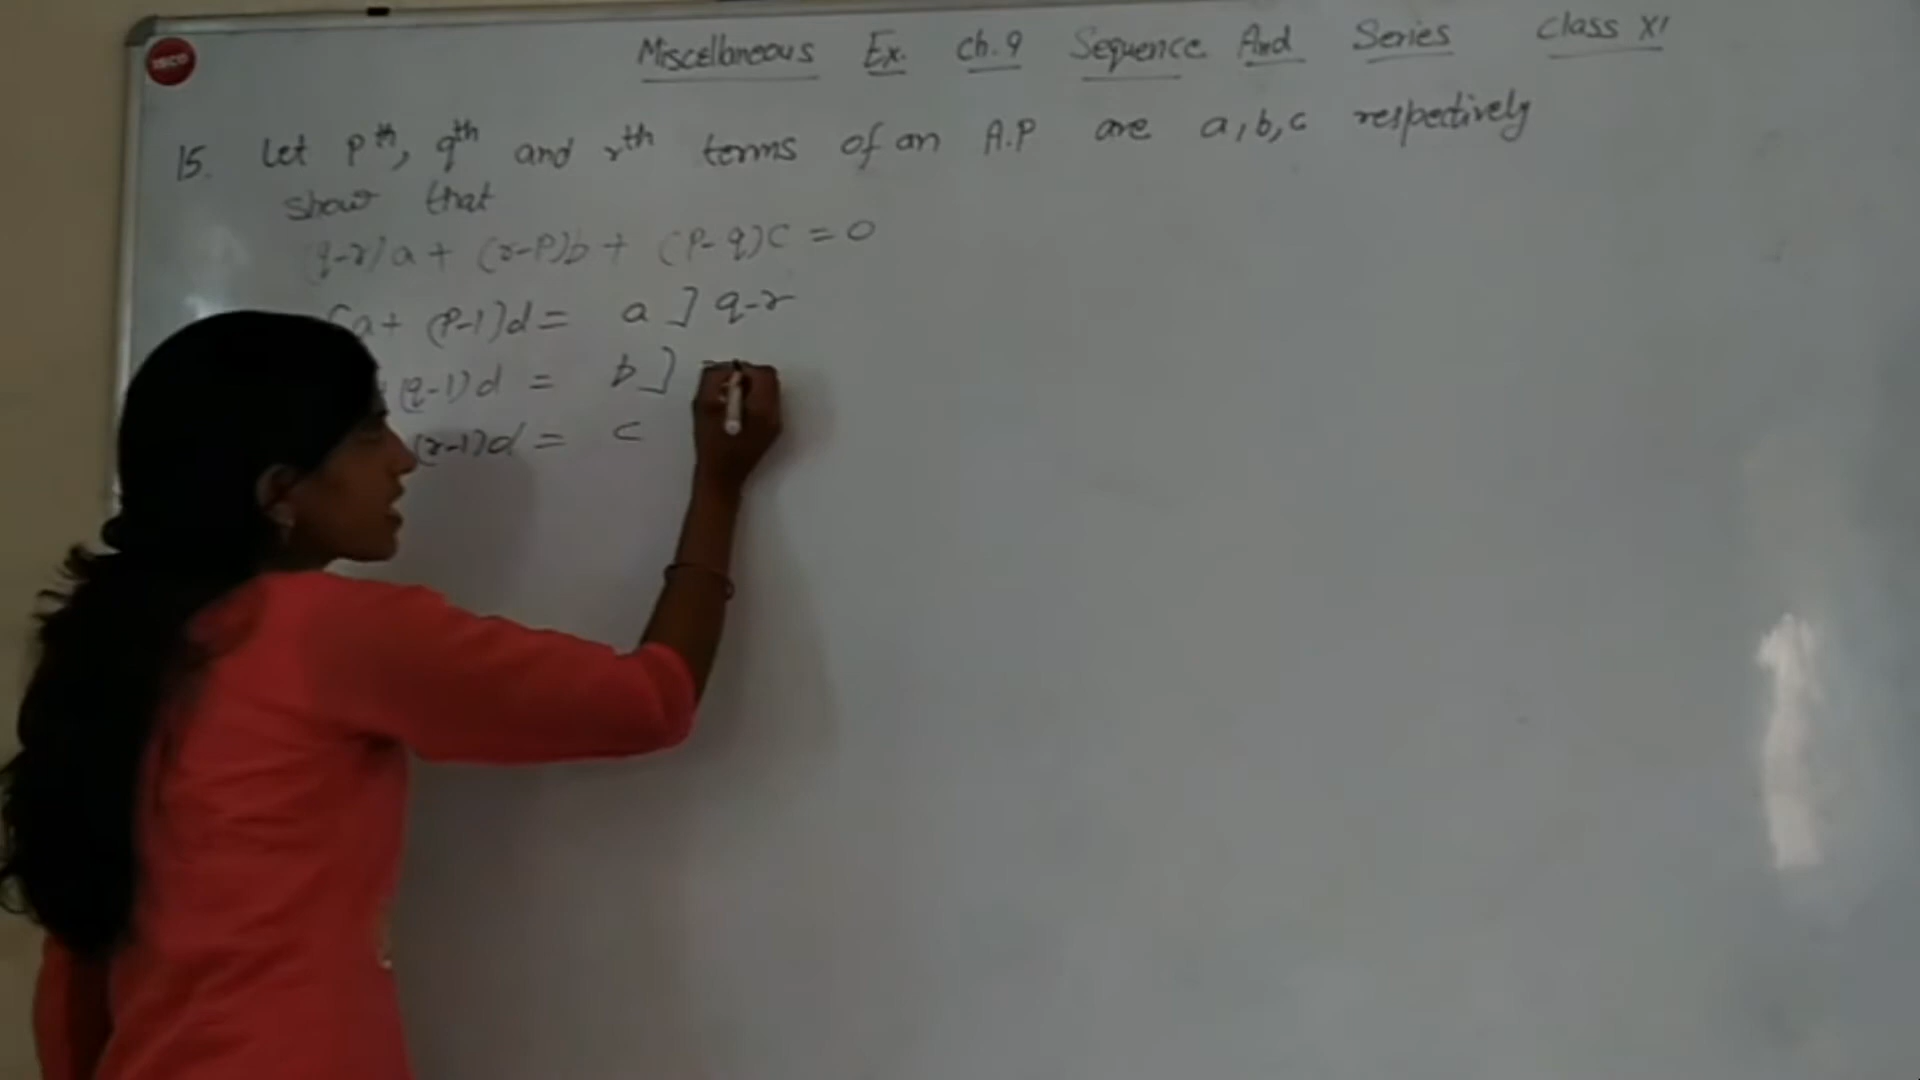 Miscellaneous Ex. Ch.9 Sequence And Series Class XI
15. Let pth, qth and rth terms of an A.P are a,b,c respectively
show that
(q-r)a + (r-p)b + (p-q)c = 0
[a + (p-1)d = a ] q-r
(q-1)d = b ]
(r-1)d = c